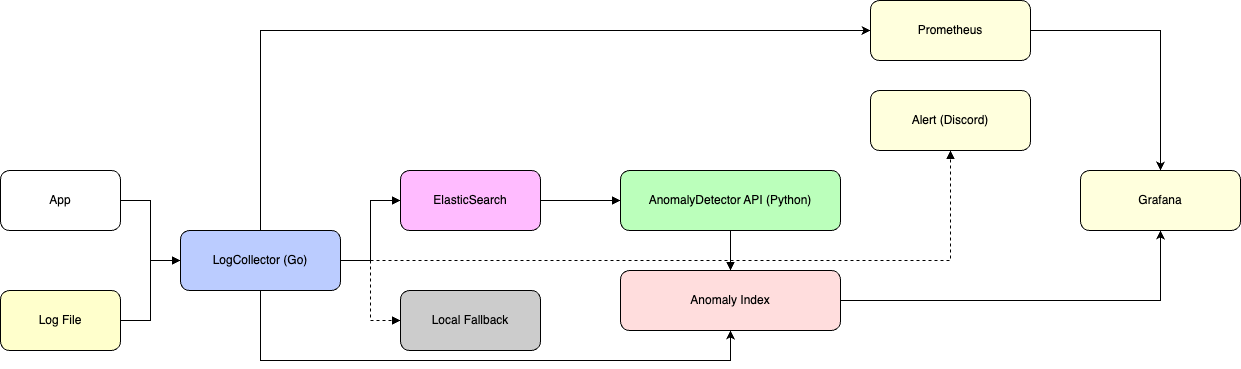 Prometheus
Alert (Discord)
App
ElasticSearch
AnomalyDetector API (Python)
Grafana
LogCollector (Go)
Log File
Local Fallback
Anomaly Index